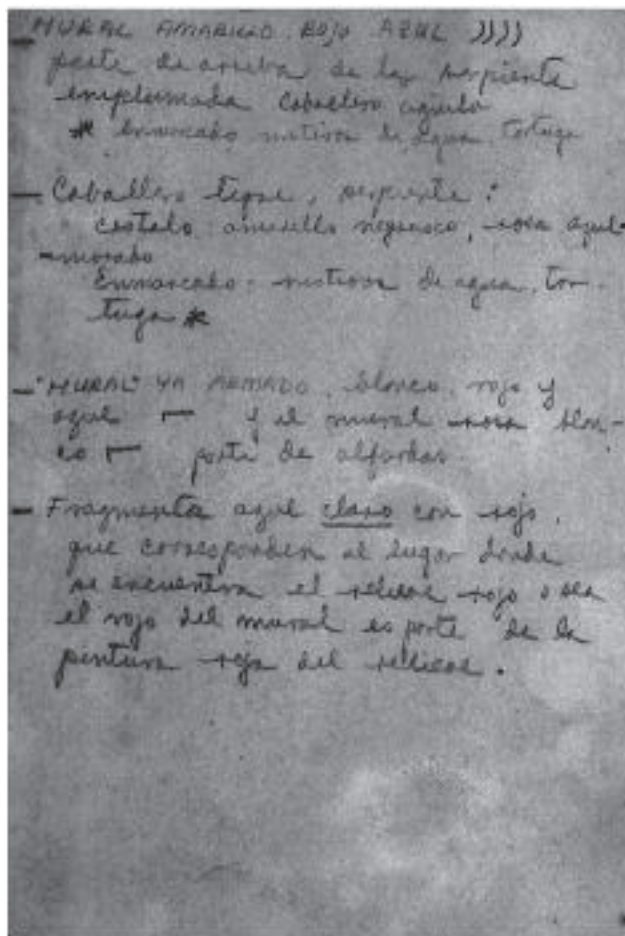 — MURAL AMARILLO ROJO AZUL ))))
parte de arriba de la serpiente
emplumada caballero aguila
* Enmarcado motivos de agua, tortuga
— Caballero tigre, serpiente:
costado amarillo negrusco, rosa azul
-morado
Enmarcado - motivos de agua, tor-
tuga *
— "MURAL" YA ARMADO, blanco, rojo y
azul ⌐ y el mural rosa blan-
co ⌐ parte de alfardas.
— Fragmenta azul claro con rojo,
que corresponden al lugar donde
se encuentra el relieve rojo o sea
el rojo del mural es parte de la
pintura roja del relieve.